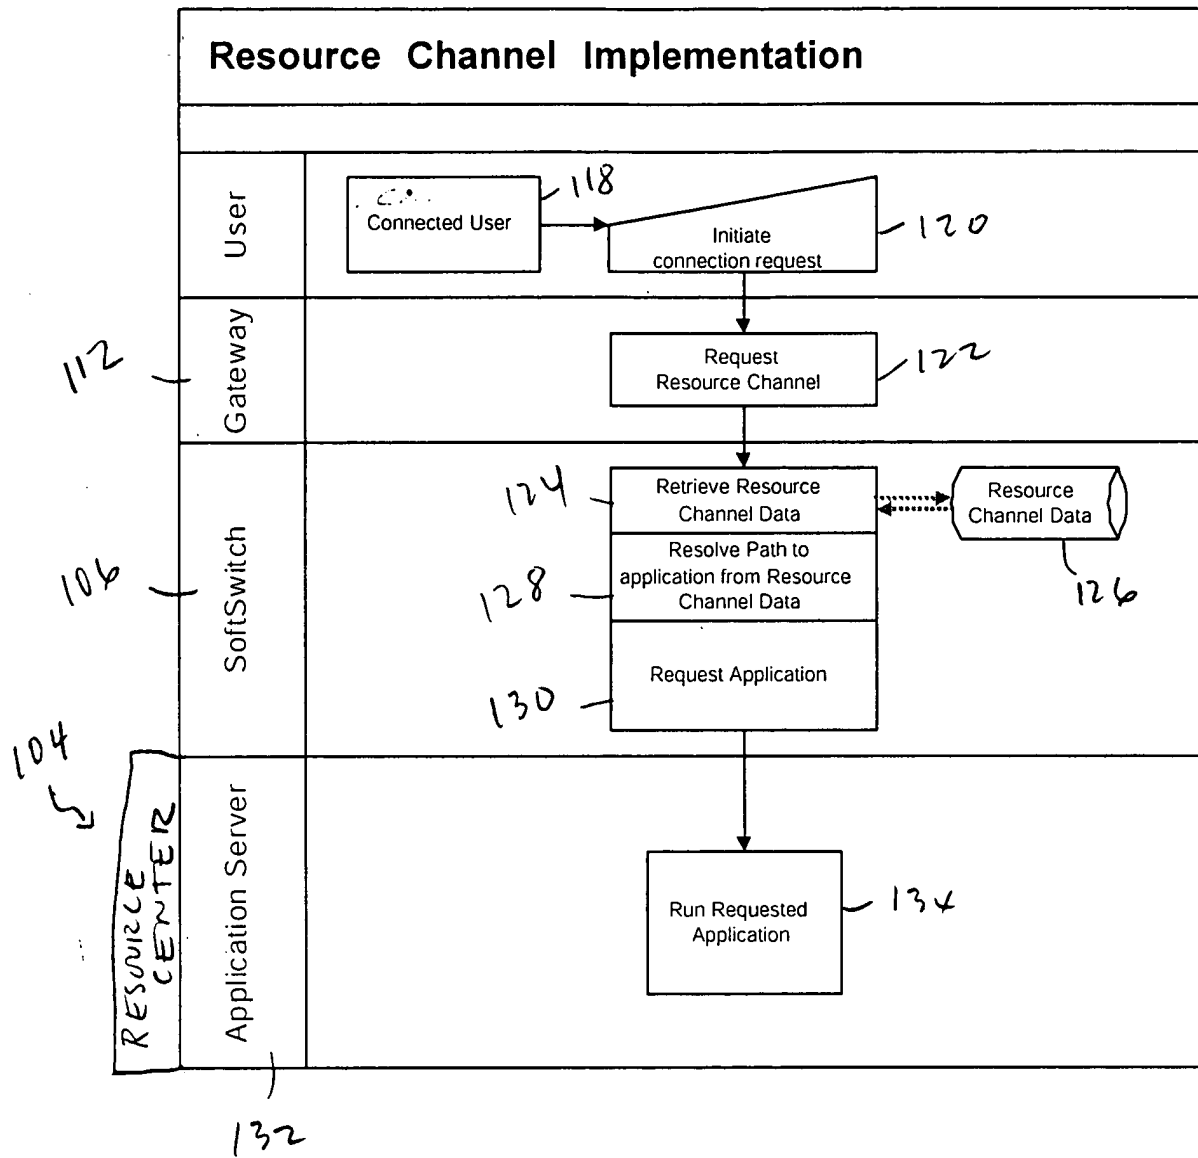 Resource Channel Implementation
User
Connected User
118
Initiate
connection request
120
112
Gateway
Request
Resource Channel
122
106
SoftSwitch
124
Retrieve Resource
Channel Data
Resource
Channel Data
126
128
Resolve Path to
application from Resource
Channel Data
130
Request Application
104
RESOURCE
CENTER
Application Server
132
Run Requested
Application
134